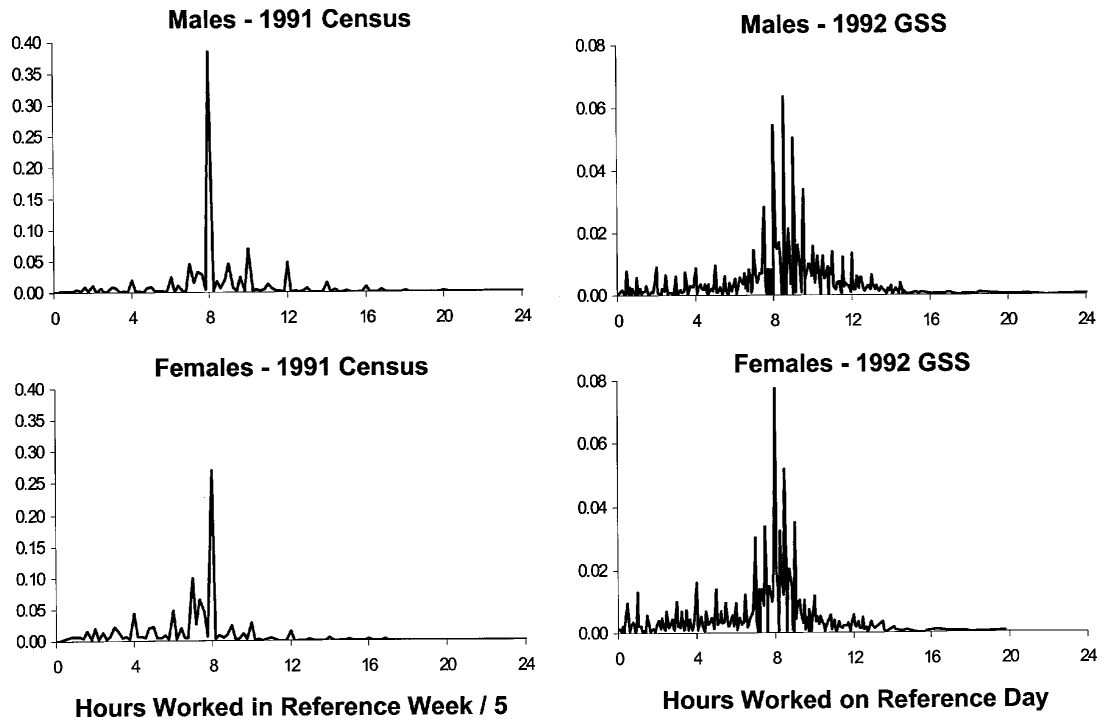 Males - 1991 Census
0.40
0.35
0.30
0.25
0.20
0.15
0.10
0.05
0.00
0 4 8 12 16 20 24
Males - 1992 GSS
0.08
0.06
0.04
0.02
0.00
0 4 8 12 16 20 24
Females - 1991 Census
0.40
0.35
0.30
0.25
0.20
0.15
0.10
0.05
0.00
0 4 8 12 16 20 24
Hours Worked in Reference Week / 5
Females - 1992 GSS
0.08
0.06
0.04
0.02
0.00
0 4 8 12 16 20 24
Hours Worked on Reference Day